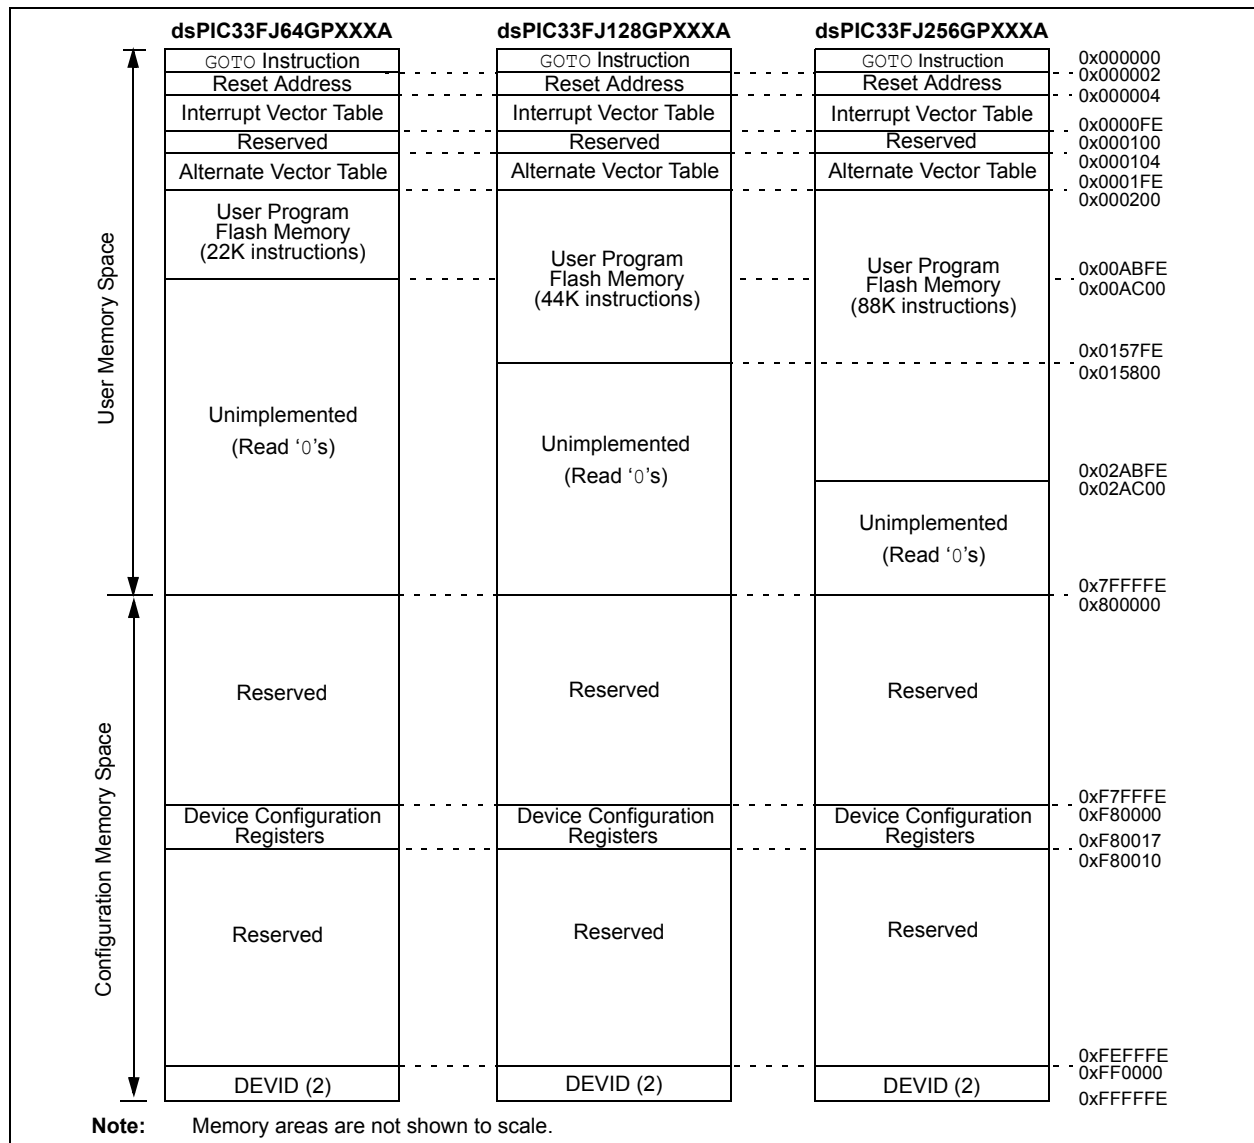 dsPIC33FJ64GPXXXA
dsPIC33FJ128GPXXXA
dsPIC33FJ256GPXXXA
User Memory Space
Configuration Memory Space
GOTO Instruction
Reset Address
Interrupt Vector Table
Reserved
Alternate Vector Table
User Program
Flash Memory
(22K instructions)
Unimplemented
(Read ‘0’s)
Reserved
Device Configuration
Registers
Reserved
DEVID (2)
GOTO Instruction
Reset Address
Interrupt Vector Table
Reserved
Alternate Vector Table
User Program
Flash Memory
(44K instructions)
Unimplemented
(Read ‘0’s)
Reserved
Device Configuration
Registers
Reserved
DEVID (2)
GOTO Instruction
Reset Address
Interrupt Vector Table
Reserved
Alternate Vector Table
User Program
Flash Memory
(88K instructions)
Unimplemented
(Read ‘0’s)
Reserved
Device Configuration
Registers
Reserved
DEVID (2)
0x000000
0x000002
0x000004
0x0000FE
0x000100
0x000104
0x0001FE
0x000200
0x00ABFE
0x00AC00
0x0157FE
0x015800
0x02ABFE
0x02AC00
0x7FFFFE
0x800000
0xF7FFFE
0xF80000
0xF80017
0xF80010
0xFEFFFE
0xFF0000
0xFFFFFE
Note: Memory areas are not shown to scale.